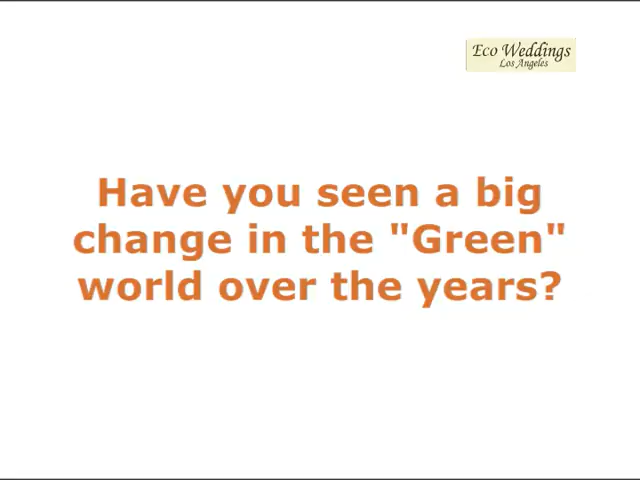 Eco Weddings
Los Angeles
Have you seen a big
change in the "Green"
world over the years?